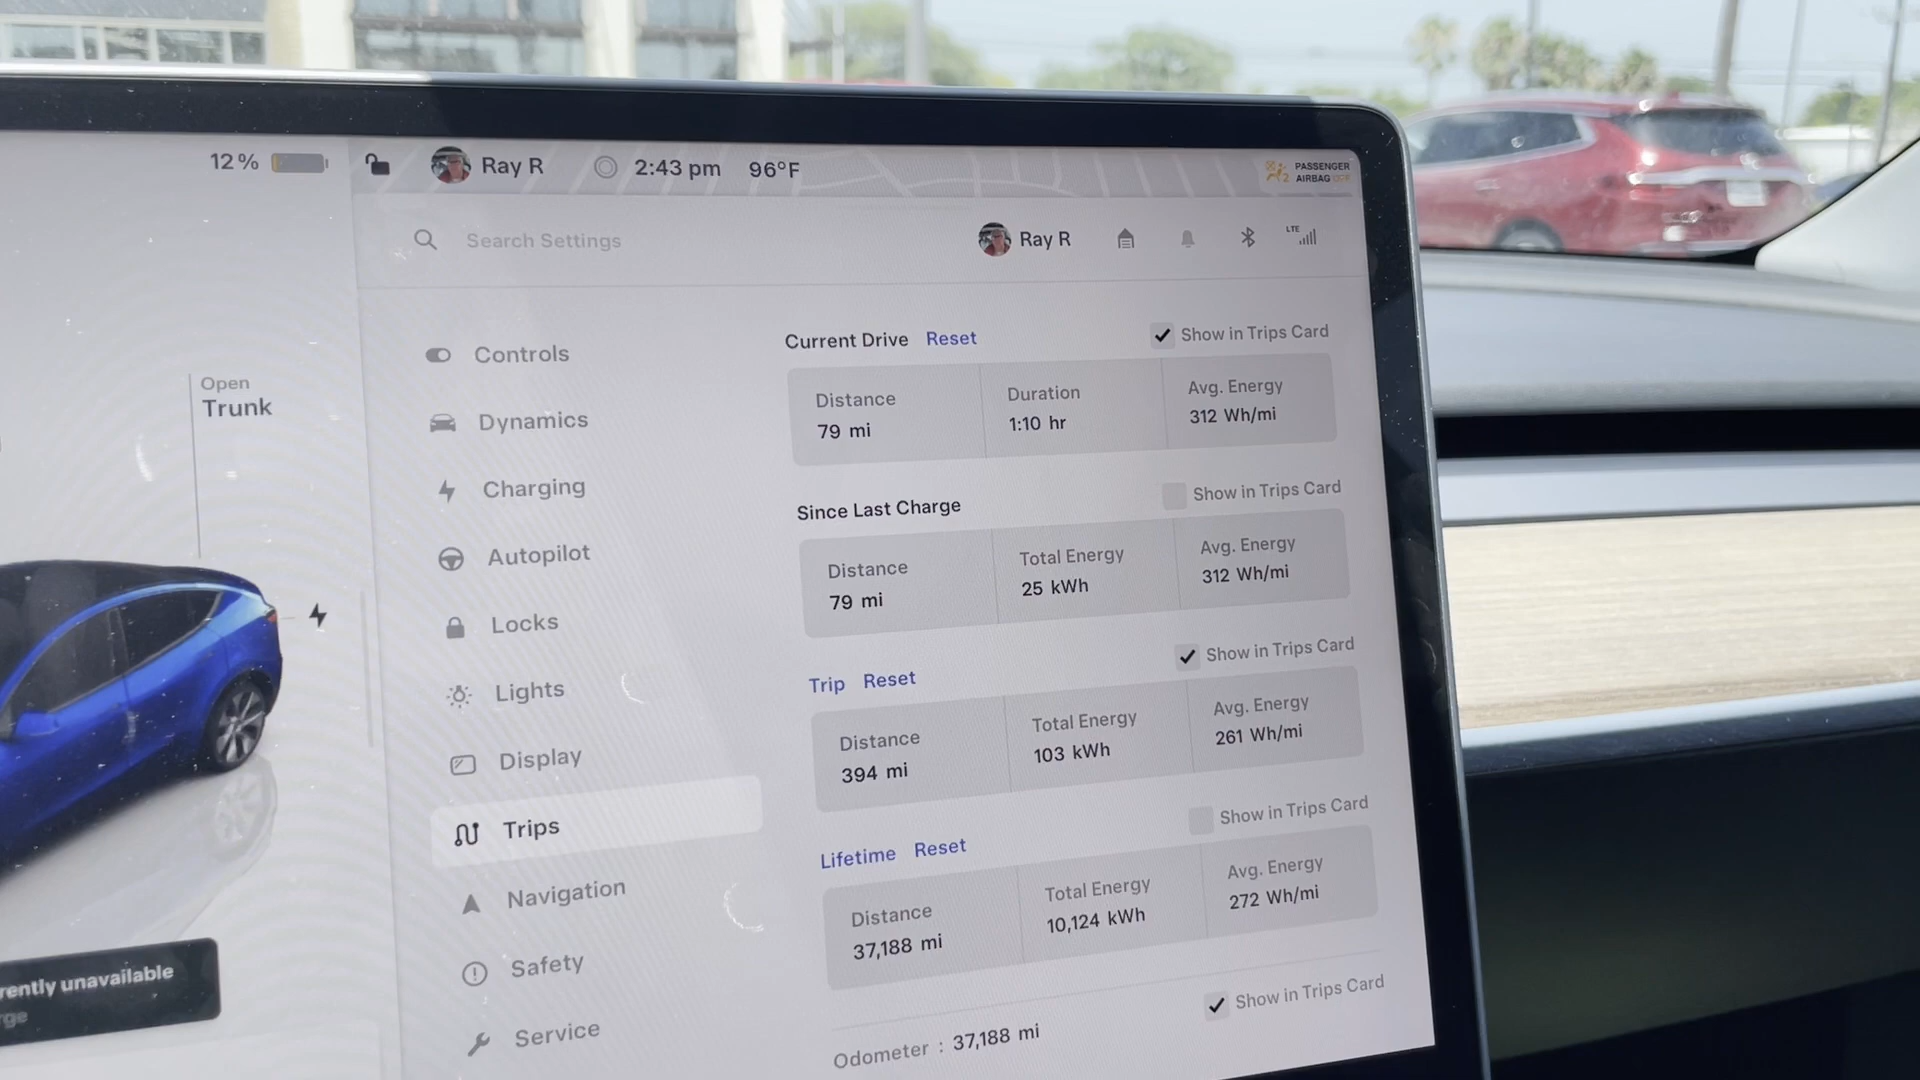 12%
Ray R
2:43 pm
96°F
PASSENGER
AIRBAG
Search Settings
Ray R
LTE
Open
Trunk
Controls
Dynamics
Charging
Autopilot
Locks
Lights
Display
Trips
Navigation
Safety
Service
Current Drive Reset
Show in Trips Card
Distance
79 mi
Duration
1:10 hr
Avg. Energy
312 Wh/mi
Since Last Charge
Show in Trips Card
Distance
79 mi
Total Energy
25 kWh
Avg. Energy
312 Wh/mi
Trip Reset
Show in Trips Card
Distance
394 mi
Total Energy
103 kWh
Avg. Energy
261 Wh/mi
Lifetime Reset
Show in Trips Card
Distance
37,188 mi
Total Energy
10,124 kWh
Avg. Energy
272 Wh/mi
Odometer : 37,188 mi
Show in Trips Card
rently unavailable
rge